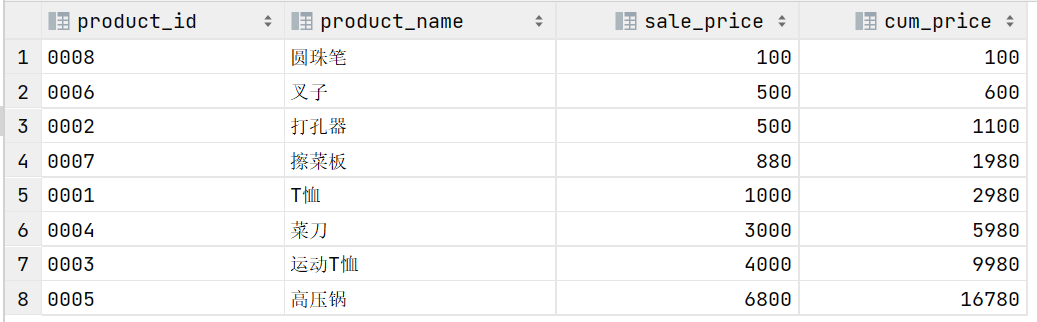 product_id product_name sale_price cum_price
1 0008 圆珠笔 100 100
2 0006 叉子 500 600
3 0002 打孔器 500 1100
4 0007 擦菜板 880 1980
5 0001 T恤 1000 2980
6 0004 菜刀 3000 5980
7 0003 运动T恤 4000 9980
8 0005 高压锅 6800 16780